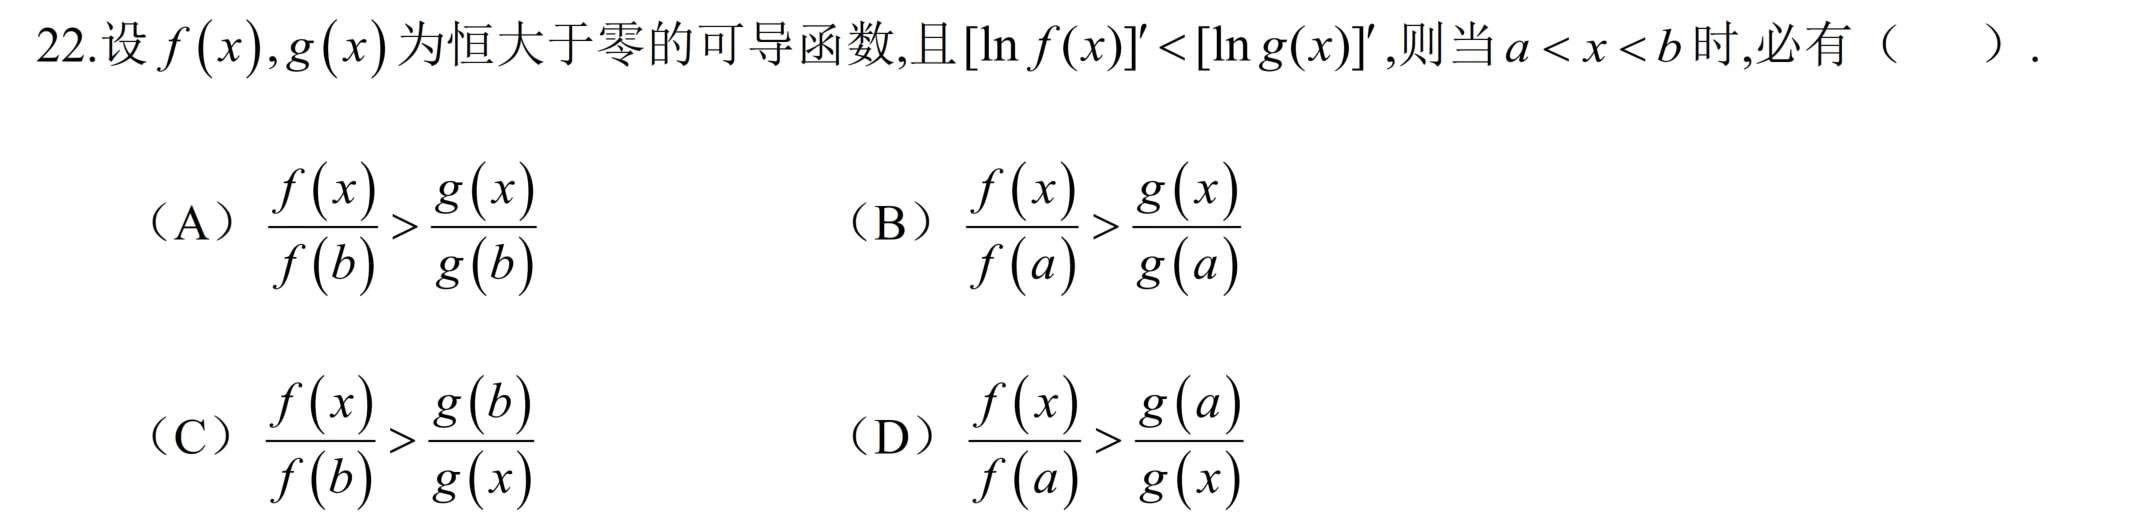 22.设 f(x),g(x) 为恒大于零的可导函数,且[ln f(x)]′<[ln g(x)]′,则当 a<x<b 时,必有（　　）.
（A） \frac{f(x)}{f(b)} > \frac{g(x)}{g(b)} （B） \frac{f(x)}{f(a)} > \frac{g(x)}{g(a)}
（C） \frac{f(x)}{f(b)} > \frac{g(b)}{g(x)} （D） \frac{f(x)}{f(a)} > \frac{g(a)}{g(x)}